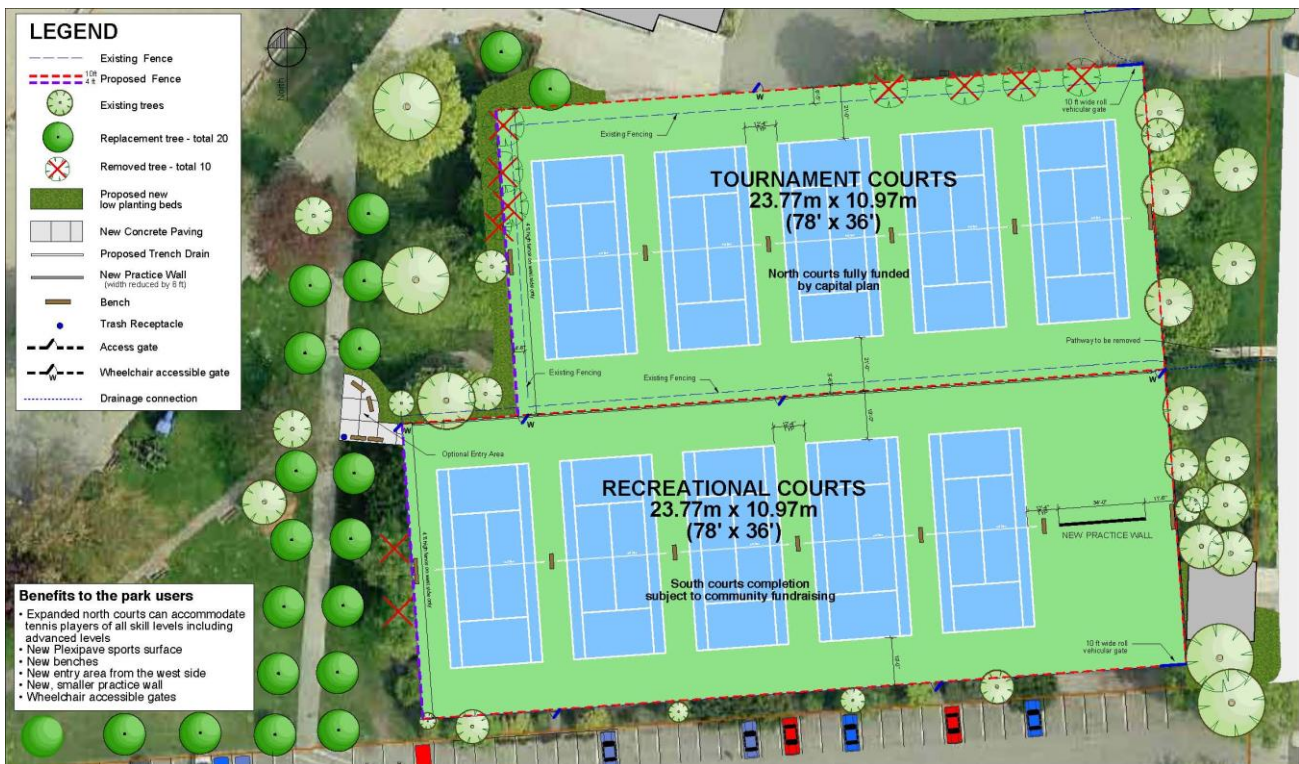 LEGEND
Existing Fence
10ft
4 ft
Proposed Fence
Existing trees
Replacement tree - total 20
Removed tree - total 10
Proposed new
low planting beds
New Concrete Paving
Proposed Trench Drain
New Practice Wall
(width reduced by 6 ft)
Bench
Trash Receptacle
Access gate
W
Wheelchair accessible gate
Drainage connection
North
W
10 ft wide roll
vehicular gate
Existing Fencing
21'-0"
TOURNAMENT COURTS
23.77m x 10.97m
(78' x 36')
North courts fully funded
by capital plan
Pathway to be removed
Existing Fencing
Existing Fencing
21'-0"
W
W
W
Optional Entry Area
RECREATIONAL COURTS
23.77m x 10.97m
(78' x 36')
34'-0"
NEW PRACTICE WALL
South courts completion
subject to community fundraising
10 ft wide roll
vehicular gate
Benefits to the park users
• Expanded north courts can accommodate
tennis players of all skill levels including
advanced levels
• New Plexipave sports surface
• New benches
• New entry area from the west side
• New, smaller practice wall
• Wheelchair accessible gates